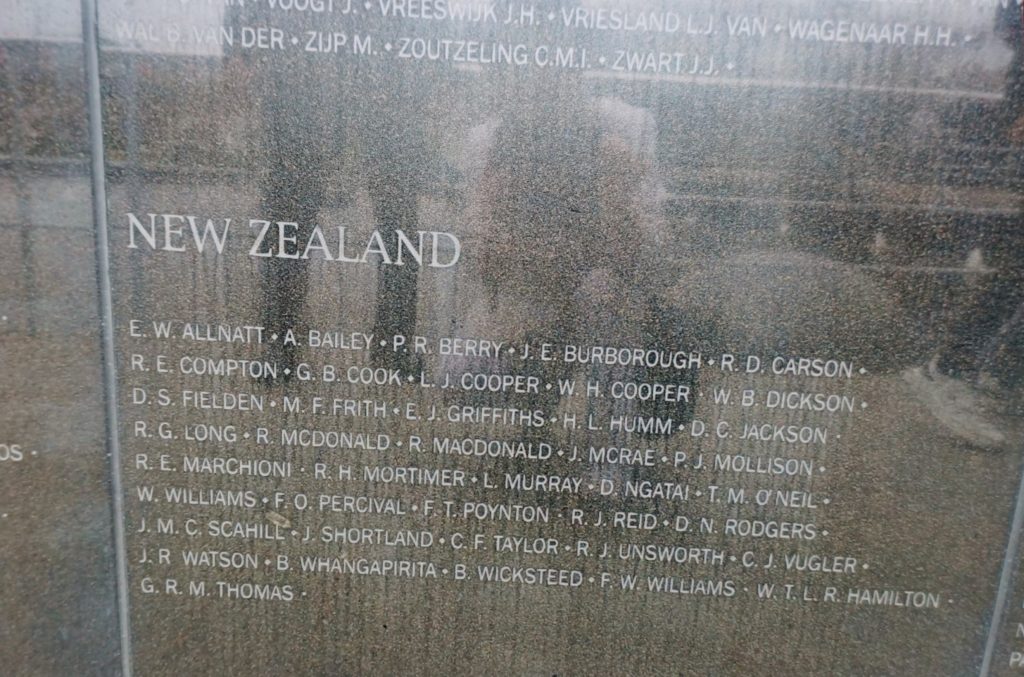 VOOGT J. • VREESWIJK J.H. • VRIESLAND L.J. VAN • WAGENAAR H.H. •
WAL B. VAN DER • ZIJP M. • ZOUTZELING C.M.I. • ZWART J.J. •
NEW ZEALAND
E. W. ALLNATT • A. BAILEY • P. R. BERRY • J. E. BURBOROUGH • R. D. CARSON •
R. E. COMPTON • G. B. COOK • L. J. COOPER • W. H. COOPER • W. B. DICKSON •
D. S. FIELDEN • M. F. FRITH • E. J. GRIFFITHS • H. L. HUMM • D. C. JACKSON •
R. G. LONG • R. MCDONALD • R. MACDONALD • J. MCRAE • P. J. MOLLISON •
R. E. MARCHIONI • R. H. MORTIMER • L. MURRAY • D. NGATAI • T. M. O'NEIL •
W. WILLIAMS • F. O. PERCIVAL • F. T. POYNTON • R. J. REID • D. N. RODGERS •
J. M. C. SCAHILL • J. SHORTLAND • C. F. TAYLOR • R. J. UNSWORTH • C. J. VUGLER •
J. R WATSON • B. WHANGAPIRITA • B. WICKSTEED • F. W. WILLIAMS • W. T. L. R. HAMILTON •
G. R. M. THOMAS •
OS •